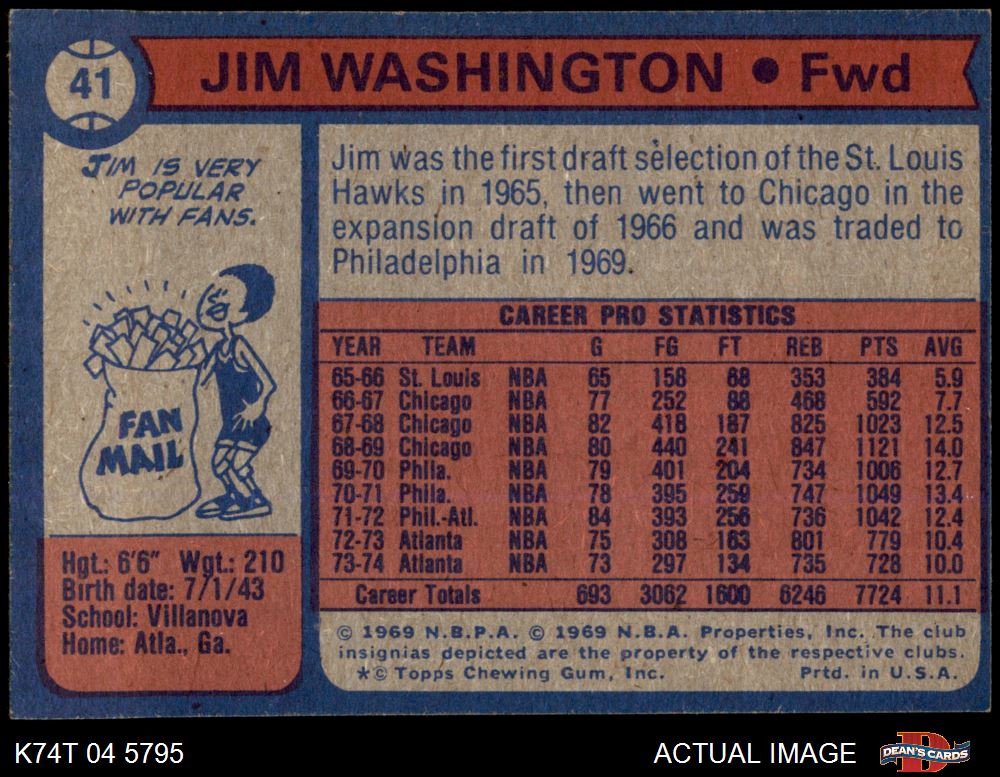 41
JIM WASHINGTON ● Fwd
JIM IS VERY
POPULAR
WITH FANS.
FAN
MAIL
Hgt.: 6'6" Wgt.: 210
Birth date: 7/1/43
School: Villanova
Home: Atla., Ga.
Jim was the first draft selection of the St. Louis
Hawks in 1965, then went to Chicago in the
expansion draft of 1966 and was traded to
Philadelphia in 1969.
CAREER PRO STATISTICS
YEAR TEAM G FG FT REB PTS AVG
65-66 St. Louis NBA 65 158 68 353 384 5.9
66-67 Chicago NBA 77 252 88 468 592 7.7
67-68 Chicago NBA 82 418 187 825 1023 12.5
68-69 Chicago NBA 80 440 241 847 1121 14.0
69-70 Phila. NBA 79 401 204 734 1006 12.7
70-71 Phila. NBA 78 395 259 747 1049 13.4
71-72 Phil.-Atl. NBA 84 393 256 736 1042 12.4
72-73 Atlanta NBA 75 308 163 801 779 10.4
73-74 Atlanta NBA 73 297 134 735 728 10.0
Career Totals 693 3062 1600 6246 7724 11.1
© 1969 N.B.P.A. © 1969 N.B.A. Properties, Inc. The club
insignias depicted are the property of the respective clubs.
*© Topps Chewing Gum, Inc. Prtd. in U.S.A.
K74T 04 5795
ACTUAL IMAGE
D
DEAN'S CARDS